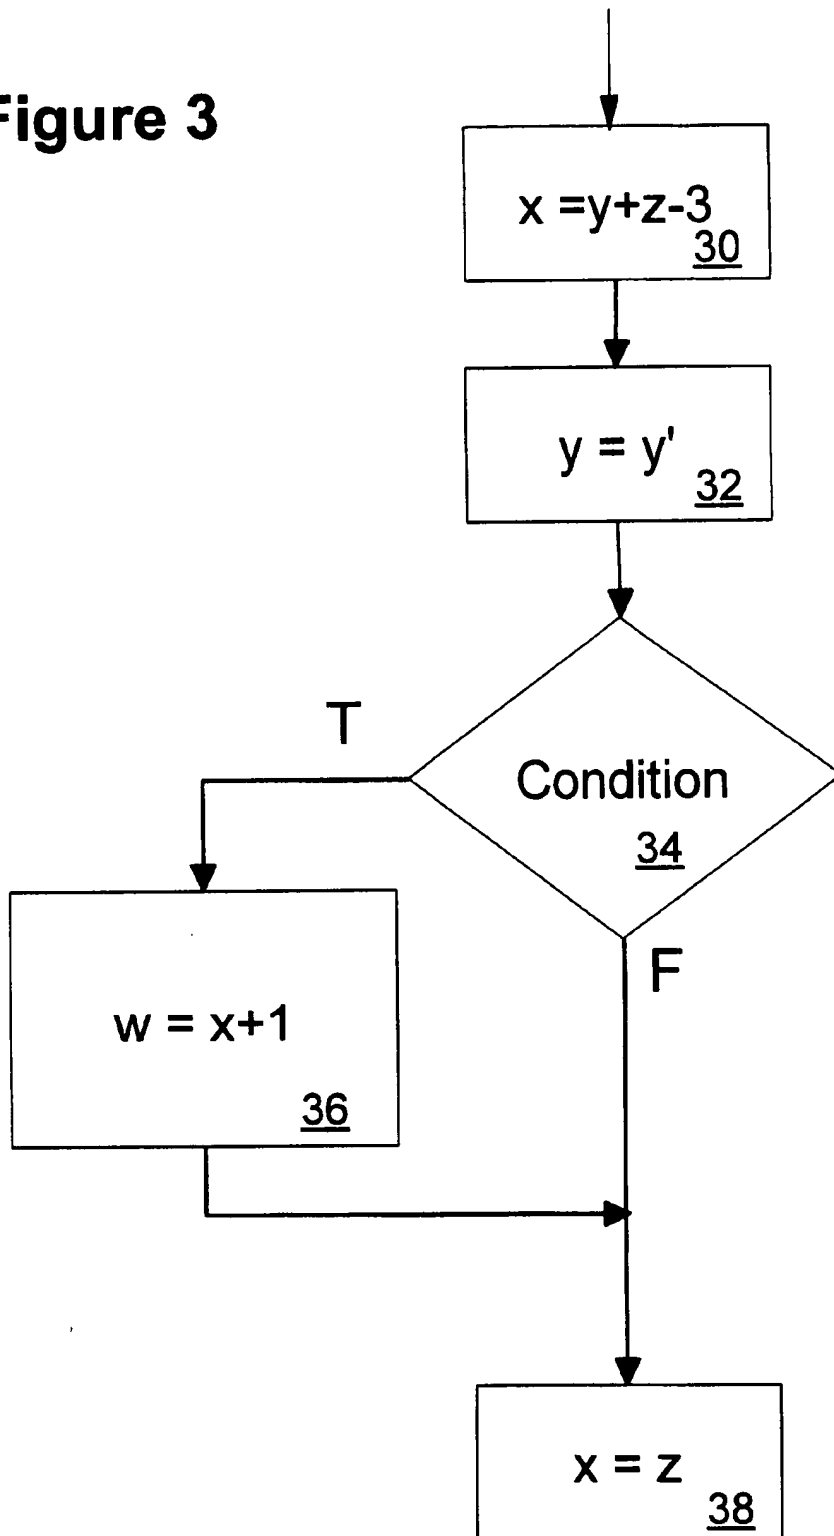 Figure 3
x =y+z-3
30
y = y'
32
T
Condition
34
F
w = x+1
36
x = z
38